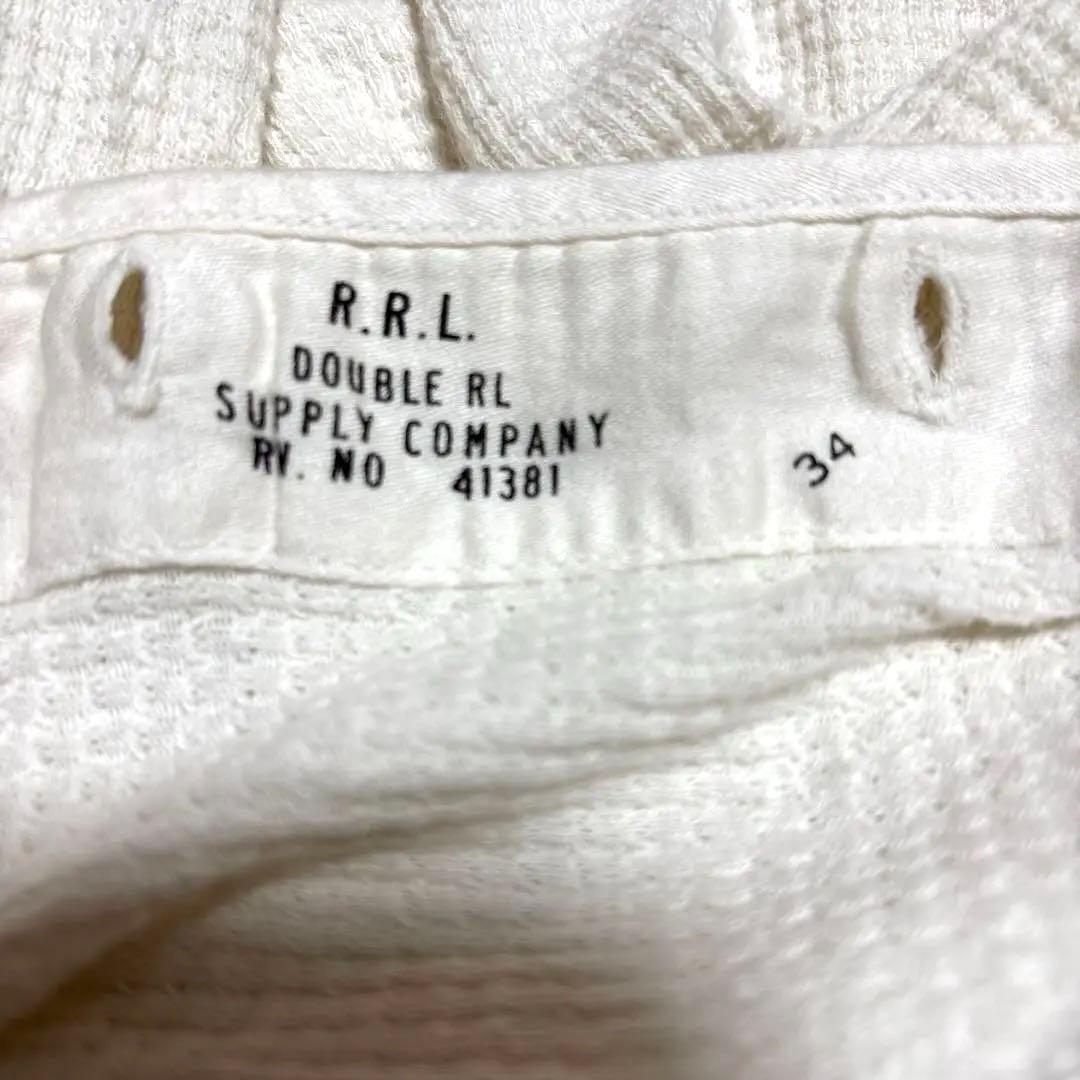 R.R.L.
DOUBLE RL
SUPPLY COMPANY
RV. NO 41381
34